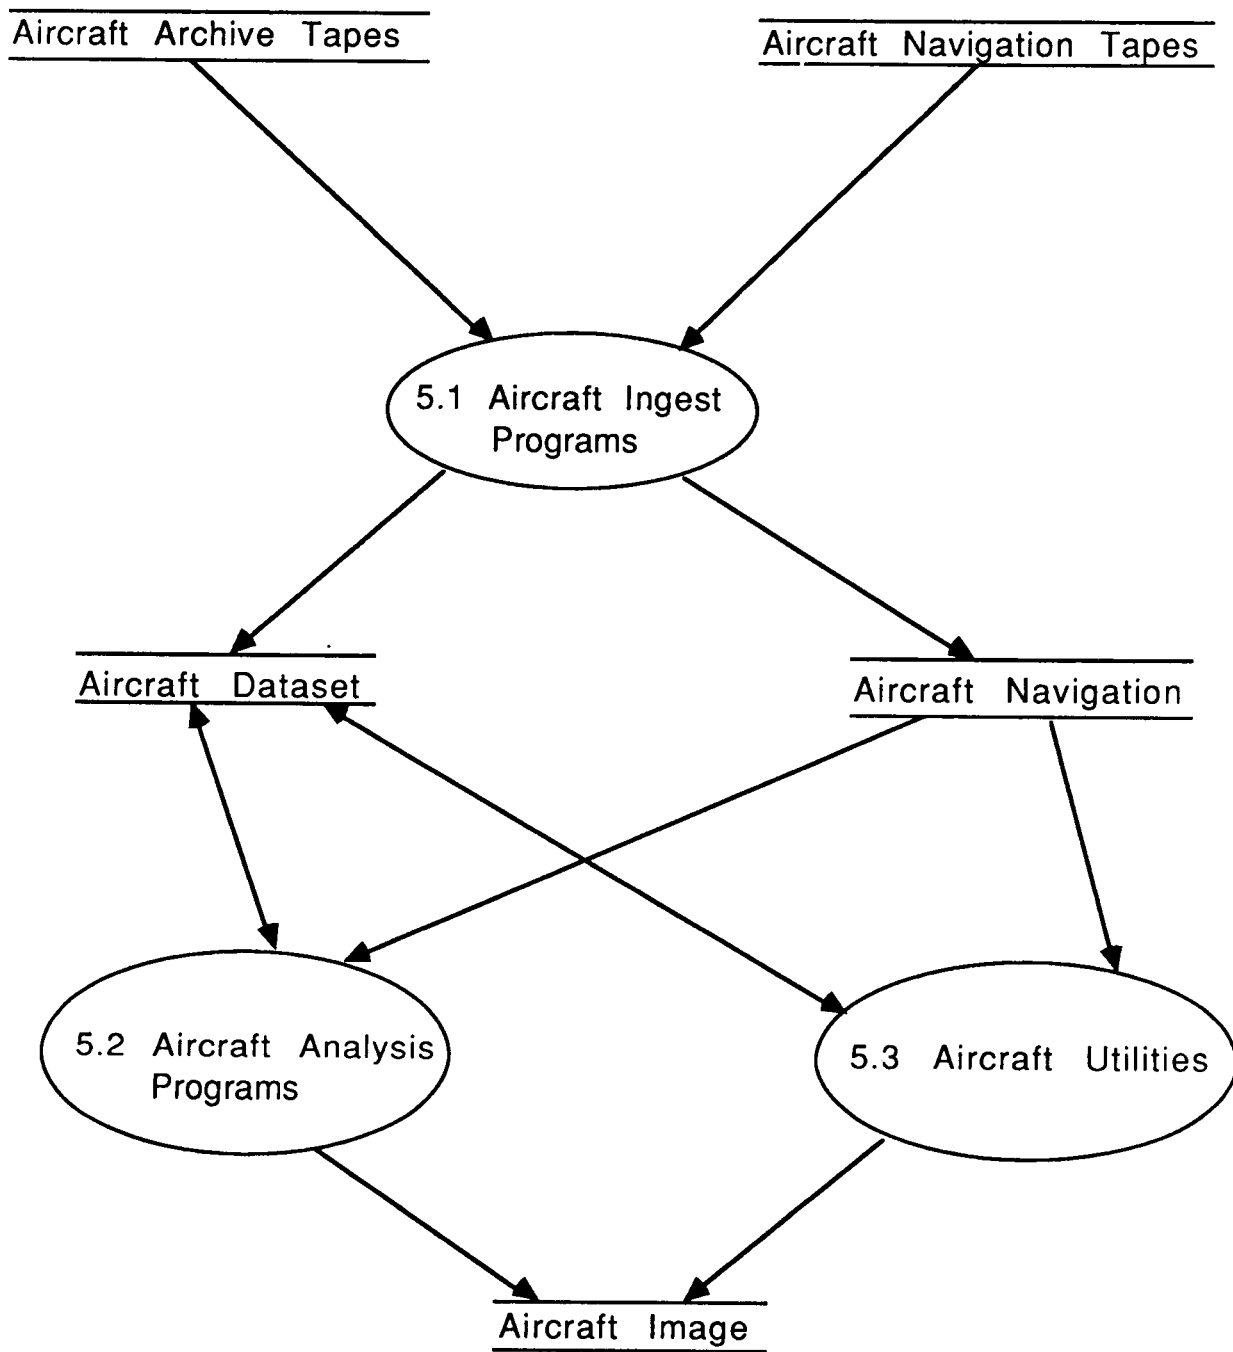 Aircraft Archive Tapes
Aircraft Navigation Tapes
5.1 Aircraft Ingest
Programs
Aircraft Dataset
Aircraft Navigation
5.2 Aircraft Analysis
Programs
5.3 Aircraft Utilities
Aircraft Image